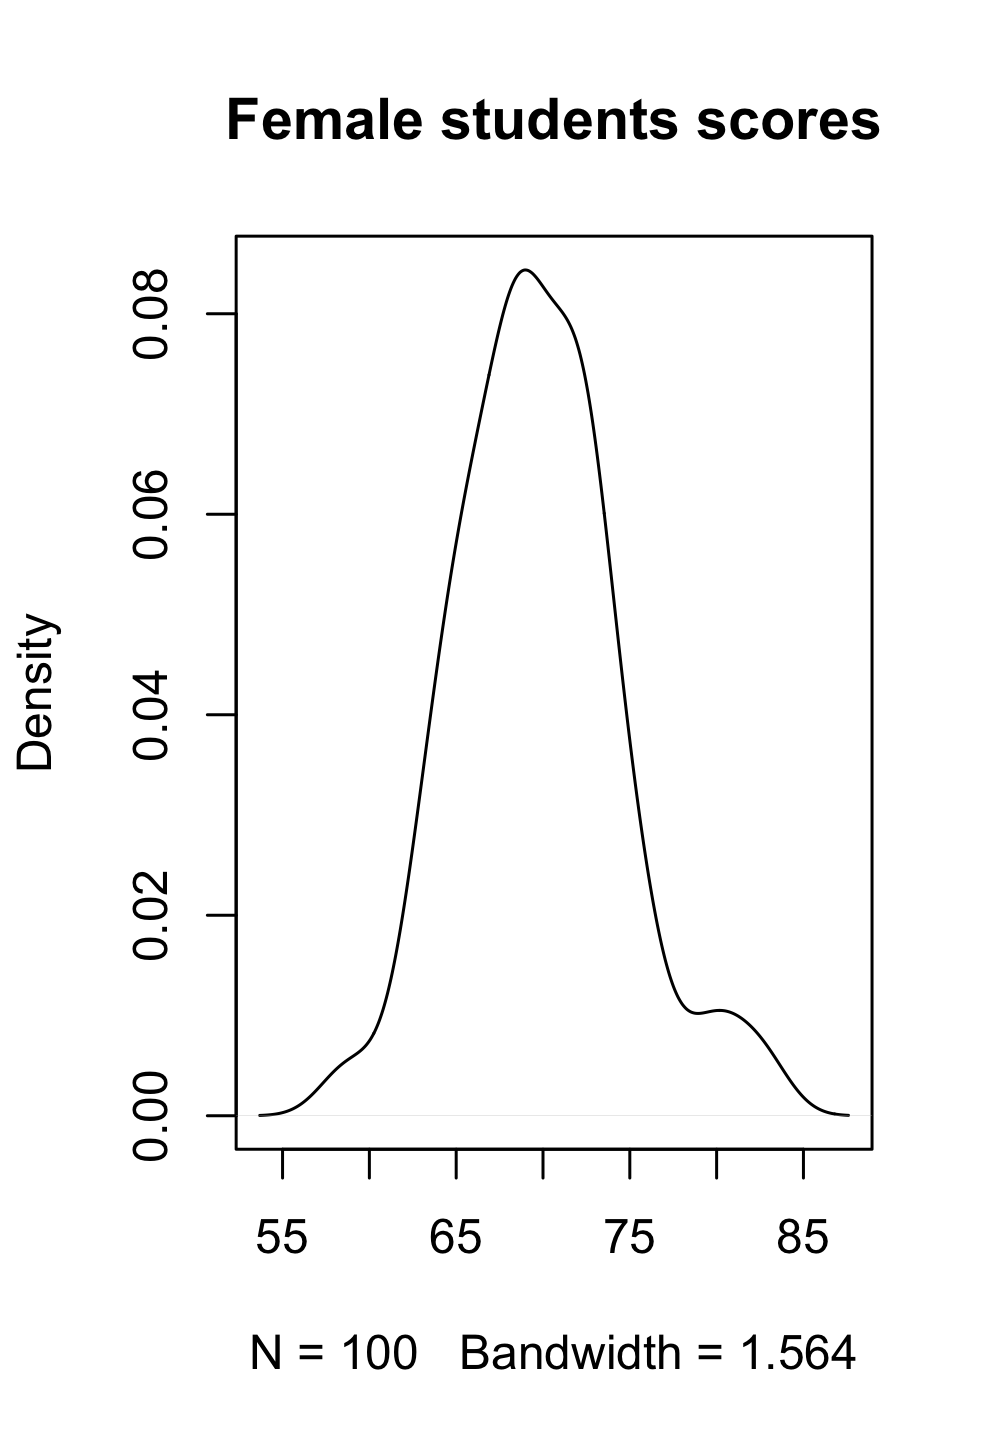 Female students scores
Density
0.08
0.06
0.04
0.02
0.00
55 65 75 85
N = 100   Bandwidth = 1.564